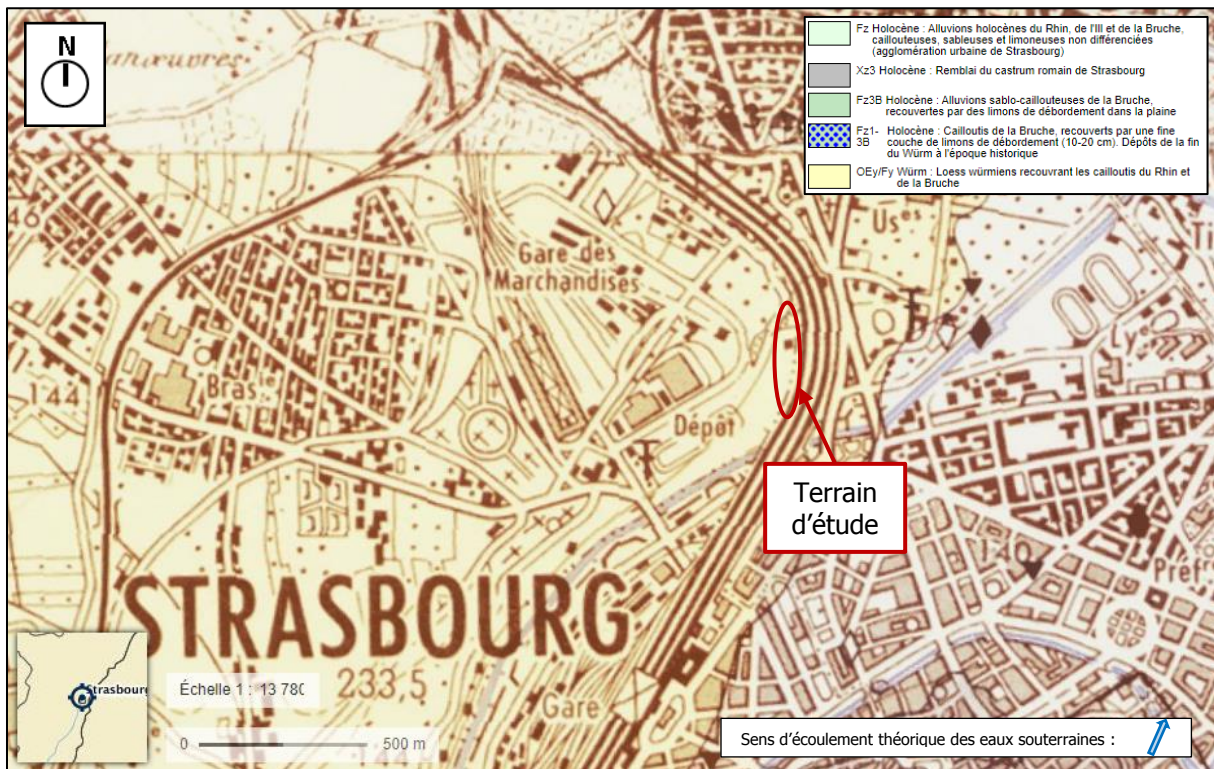 N
Fz Holocène : Alluvions holocènes du Rhin, de l'Ill et de la Bruche,
caillouteuses, sableuses et limoneuses non différenciées
(agglomération urbaine de Strasbourg)
Xz3 Holocène : Remblai du castrum romain de Strasbourg
Fz3B Holocène : Alluvions sablo-caillouteuses de la Bruche,
recouvertes par des limons de débordement dans la plaine
Fz1- Holocène : Cailloutis de la Bruche, recouverts par une fine
3B couche de limons de débordement (10-20 cm). Dépôts de la fin
du Würm à l'époque historique
OEy/Fy Würm : Loess würmiens recouvrant les cailloutis du Rhin et
de la Bruche
46
Us.es
Gare des
Marchandises
144
Bras.ie
Dépôt
Terrain
d'étude
140
Préf
STRASBOURG
233,5
Strasbourg
Échelle 1 : 13 780
Gare
0 500 m
Sens d'écoulement théorique des eaux souterraines :